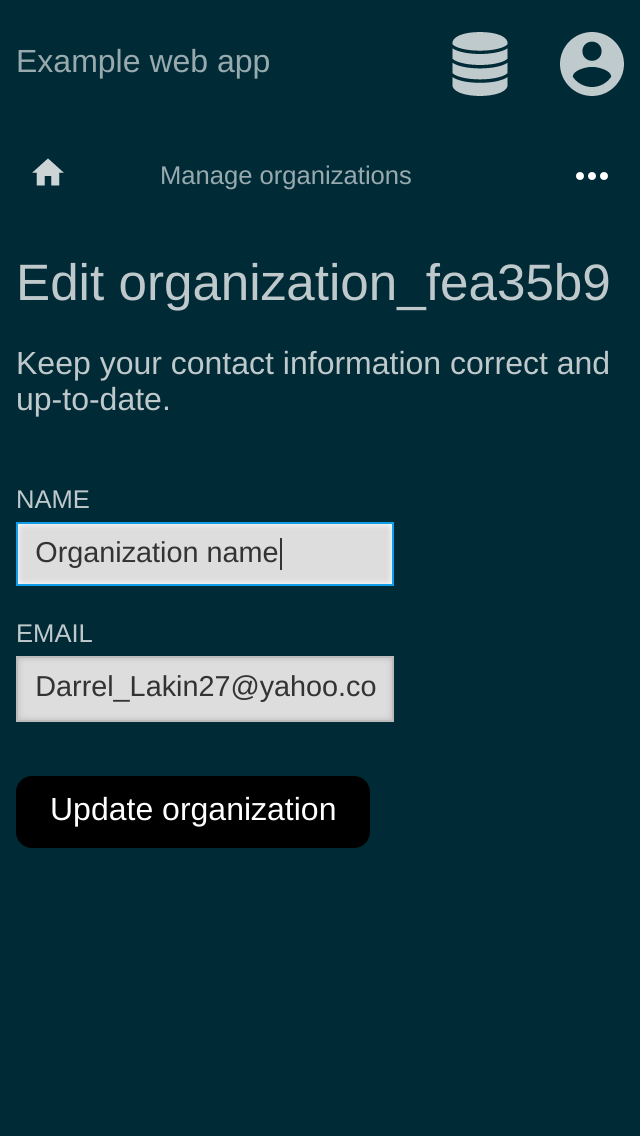 Example web app
Manage organizations
Edit organization_fea35b9
Keep your contact information correct and
up-to-date.
NAME
Organization name
EMAIL
Darrel_Lakin27@yahoo.co
Update organization